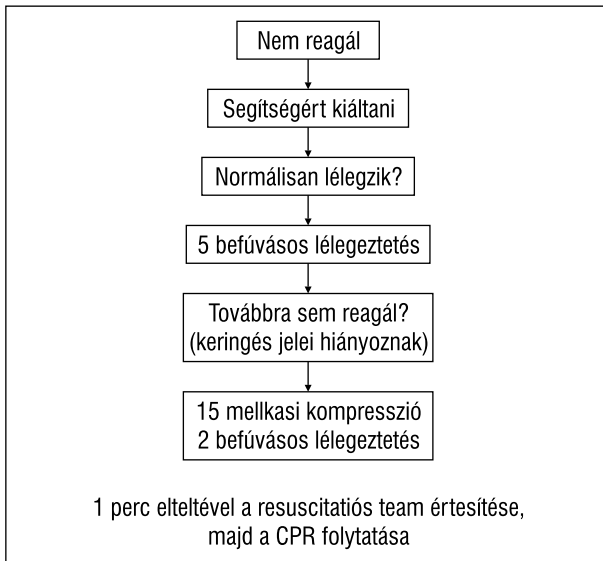 Nem reagál
Segítségért kiáltani
Normálisan lélegzik?
5 befúvásos lélegeztetés
Továbbra sem reagál?
(keringés jelei hiányoznak)
15 mellkasi kompresszió
2 befúvásos lélegeztetés
1 perc elteltével a resuscitatiós team értesítése,
majd a CPR folytatása